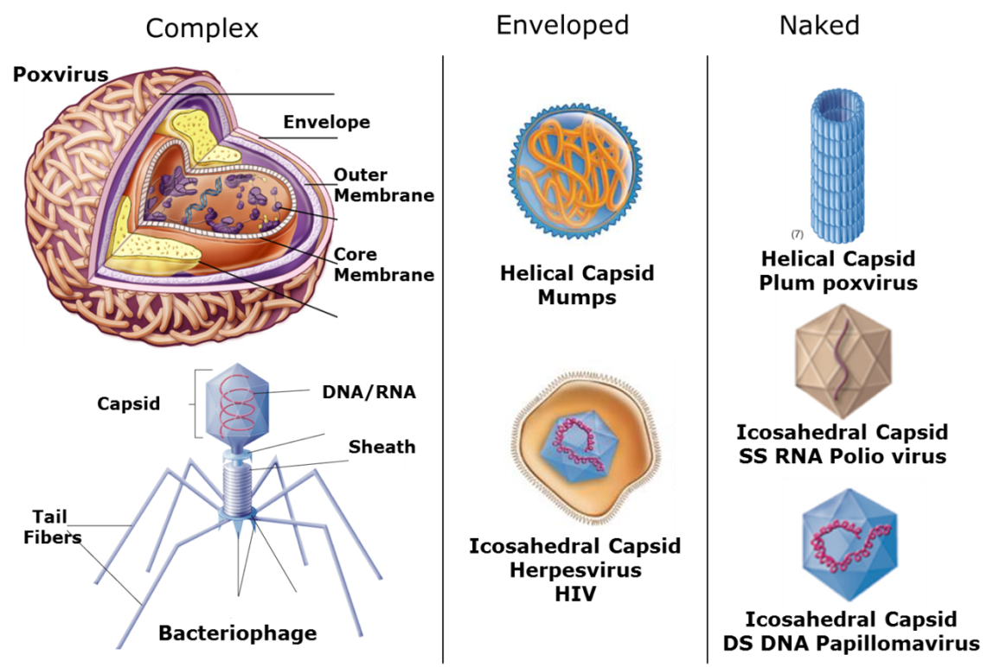 Complex
Poxvirus
Envelope
Outer
Membrane
Core
Membrane
Capsid
DNA/RNA
Sheath
Tail
Fibers
Bacteriophage
Enveloped
Helical Capsid
Mumps
Icosahedral Capsid
Herpesvirus
HIV
Naked
(7)
Helical Capsid
Plum poxvirus
Icosahedral Capsid
SS RNA Polio virus
Icosahedral Capsid
DS DNA Papillomavirus